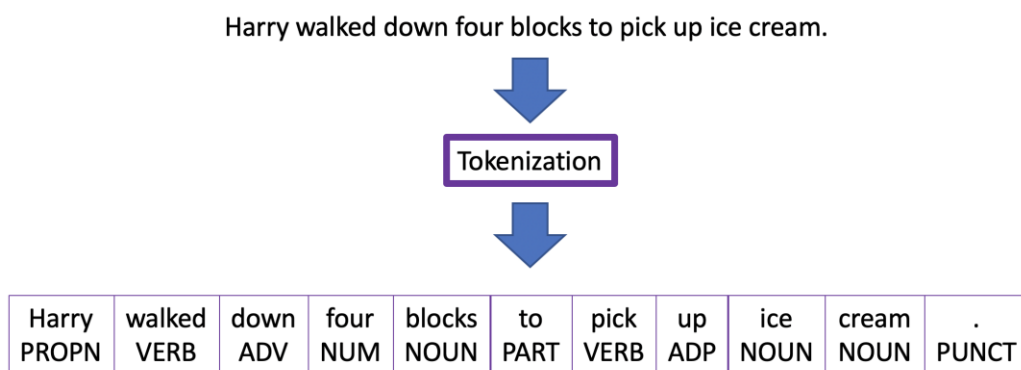 Harry walked down four blocks to pick up ice cream.
Tokenization
Harry walked down four blocks to pick up ice cream .
PROPN VERB ADV NUM NOUN PART VERB ADP NOUN NOUN PUNCT